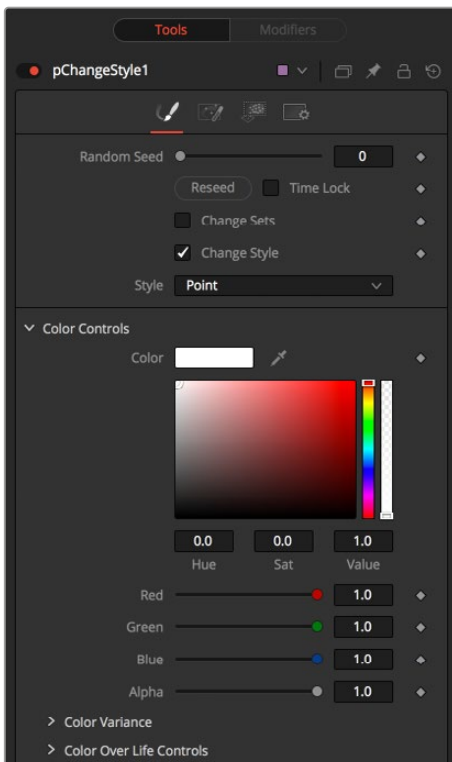 Tools Modifiers
pChangeStyle1
Random Seed 0
Reseed Time Lock
Change Sets
Change Style
Style Point
Color Controls
Color
0.0 0.0 1.0
Hue Sat Value
Red 1.0
Green 1.0
Blue 1.0
Alpha 1.0
Color Variance
Color Over Life Controls